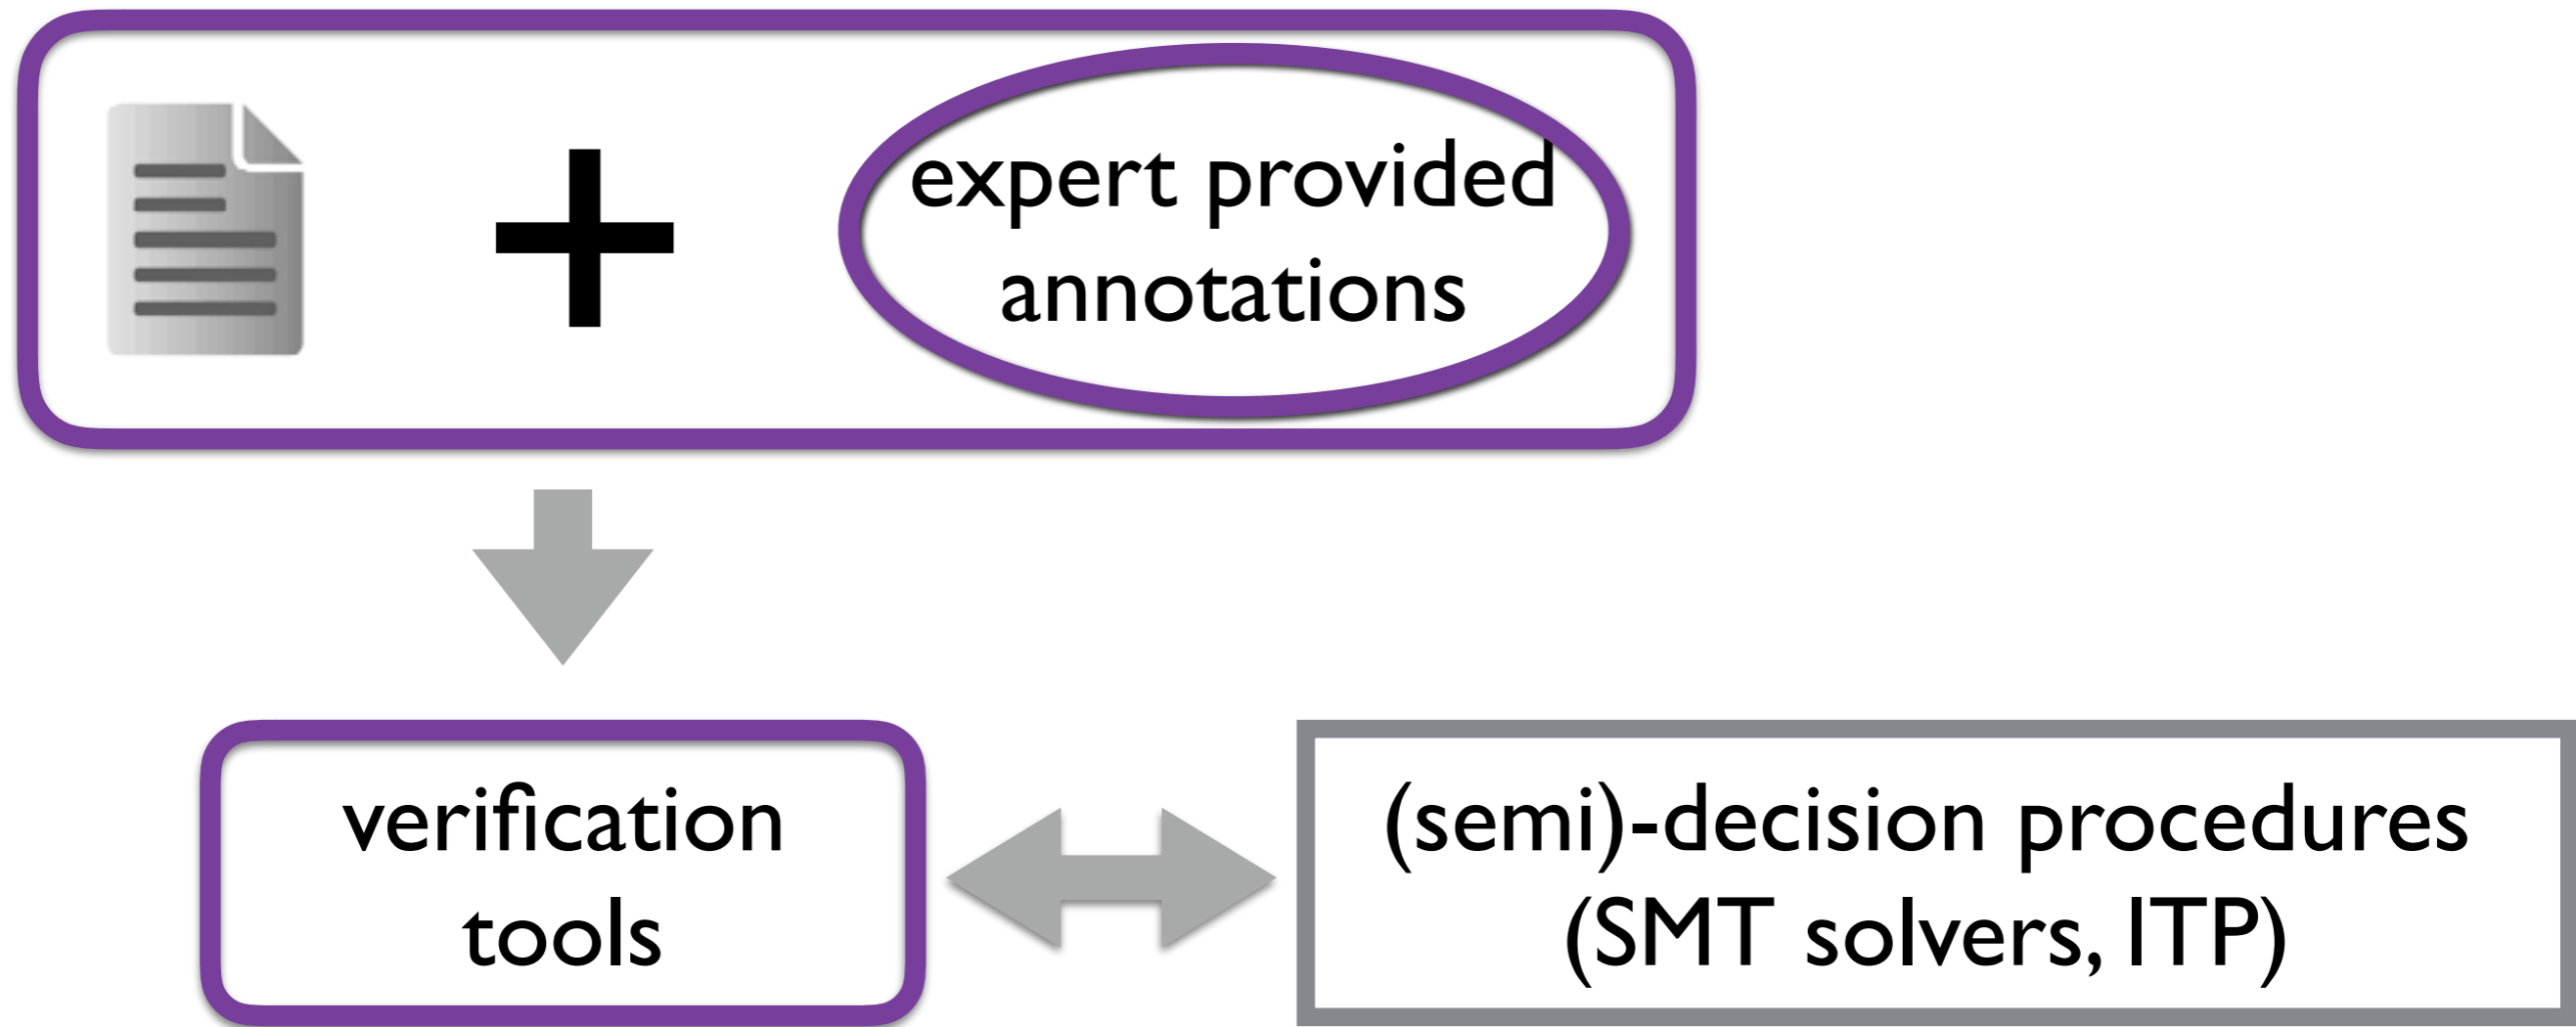 expert provided
annotations
verification
tools
(semi)-decision procedures
(SMT solvers, ITP)